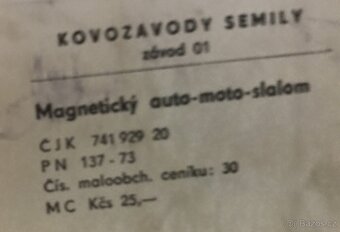 KOVOZAVODY SEMILY
závod 01
Magnetický auto-moto-slalom
CJK 741 929 20
PN 137-73
Čís. maloobch. ceníku: 30
MC Kčs 25,—